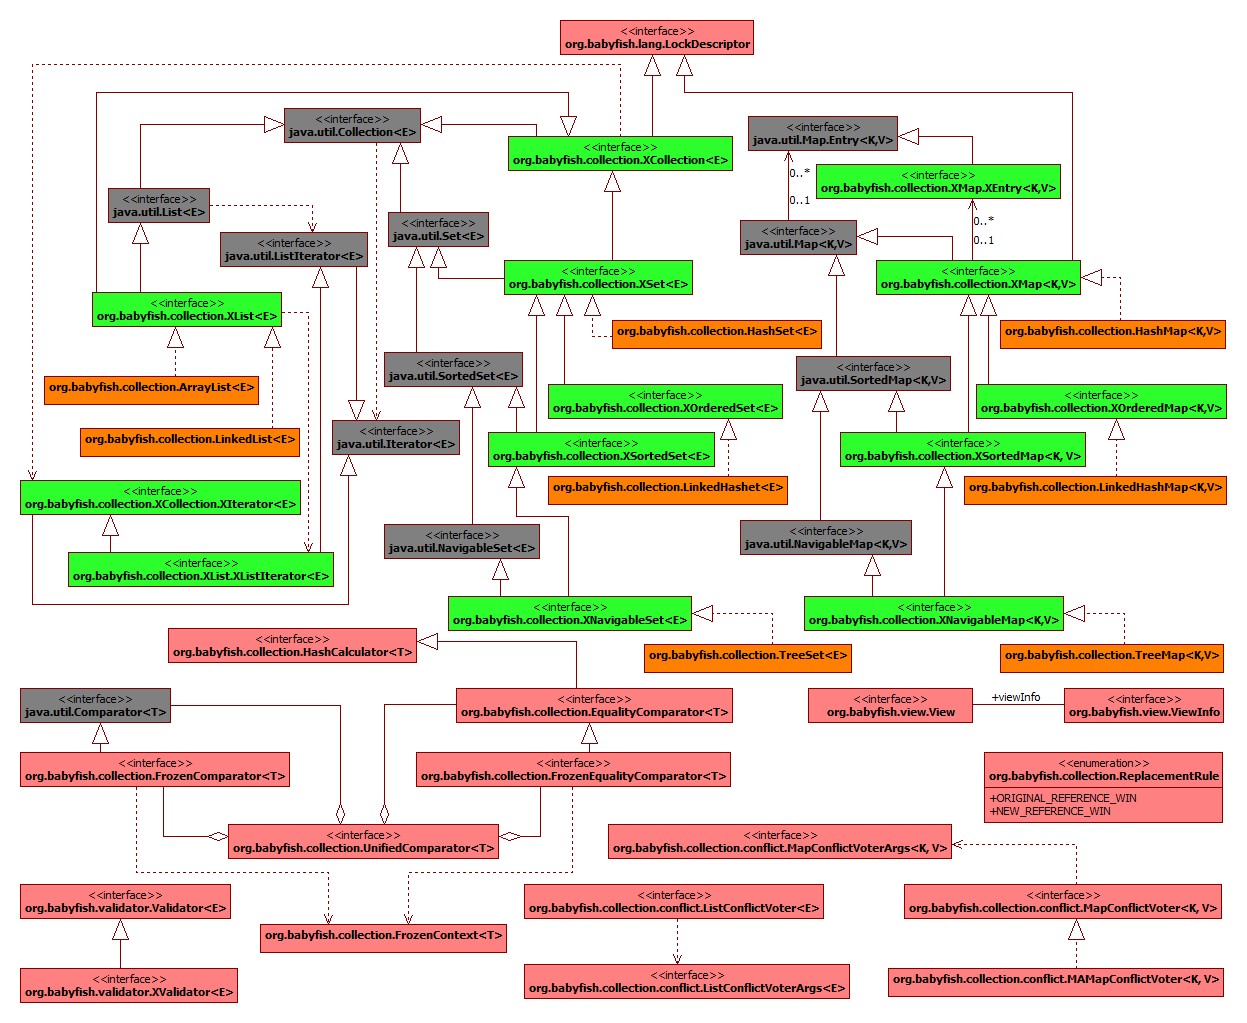 <<interface>>
org.babyfish.lang.LockDescriptor
<<interface>>
java.util.Collection<E>
<<interface>>
org.babyfish.collection.XCollection<E>
<<interface>>
java.util.Map.Entry<K,V>
0..*
0..1
<<interface>>
org.babyfish.collection.XMap.XEntry<K,V>
0..*
0..1
<<interface>>
java.util.List<E>
<<interface>>
java.util.ListIterator<E>
<<interface>>
java.util.Set<E>
<<interface>>
java.util.Map<K,V>
<<interface>>
org.babyfish.collection.XSet<E>
<<interface>>
org.babyfish.collection.XMap<K,V>
<<interface>>
org.babyfish.collection.XList<E>
org.babyfish.collection.HashSet<E>
org.babyfish.collection.HashMap<K,V>
<<interface>>
java.util.SortedSet<E>
<<interface>>
java.util.SortedMap<K,V>
org.babyfish.collection.ArrayList<E>
<<interface>>
org.babyfish.collection.XOrderedSet<E>
<<interface>>
org.babyfish.collection.XOrderedMap<K,V>
org.babyfish.collection.LinkedList<E>
<<interface>>
java.util.Iterator<E>
<<interface>>
org.babyfish.collection.XSortedSet<E>
<<interface>>
org.babyfish.collection.XSortedMap<K, V>
<<interface>>
org.babyfish.collection.XCollection.XIterator<E>
org.babyfish.collection.LinkedHashet<E>
org.babyfish.collection.LinkedHashMap<K,V>
<<interface>>
java.util.NavigableSet<E>
<<interface>>
java.util.NavigableMap<K,V>
<<interface>>
org.babyfish.collection.XList.XListIterator<E>
<<interface>>
org.babyfish.collection.XNavigableSet<E>
<<interface>>
org.babyfish.collection.XNavigableMap<K,V>
<<interface>>
org.babyfish.collection.HashCalculator<T>
org.babyfish.collection.TreeSet<E>
org.babyfish.collection.TreeMap<K,V>
<<interface>>
java.util.Comparator<T>
<<interface>>
org.babyfish.collection.EqualityComparator<T>
<<interface>>
org.babyfish.view.View
+viewInfo
<<interface>>
org.babyfish.view.ViewInfo
<<interface>>
org.babyfish.collection.FrozenComparator<T>
<<interface>>
org.babyfish.collection.FrozenEqualityComparator<T>
<<enumeration>>
org.babyfish.collection.ReplacementRule
+ORIGINAL_REFERENCE_WIN
+NEW_REFERENCE_WIN
<<interface>>
org.babyfish.collection.UnifiedComparator<T>
<<interface>>
org.babyfish.collection.conflict.MapConflictVoterArgs<K, V>
<<interface>>
org.babyfish.validator.Validator<E>
<<interface>>
org.babyfish.collection.conflict.ListConflictVoter<E>
<<interface>>
org.babyfish.collection.conflict.MapConflictVoter<K, V>
org.babyfish.collection.FrozenContext<T>
<<interface>>
org.babyfish.validator.XValidator<E>
<<interface>>
org.babyfish.collection.conflict.ListConflictVoterArgs<E>
org.babyfish.collection.conflict.MAMapConflictVoter<K, V>